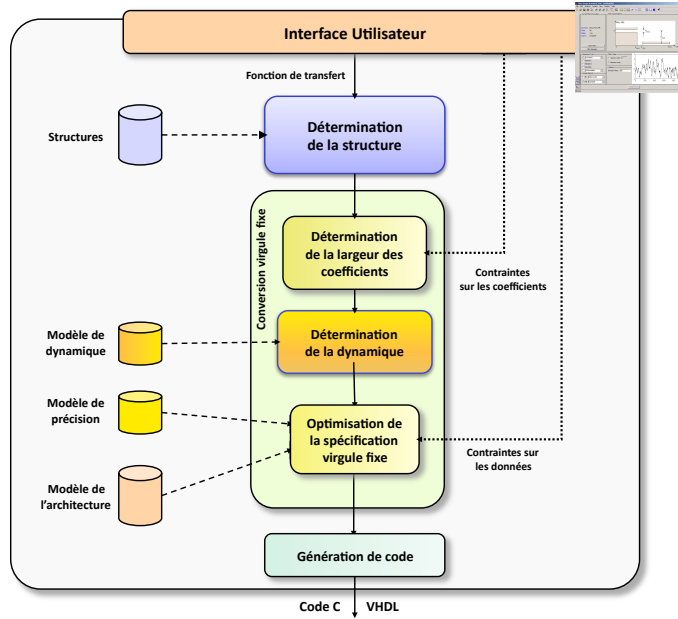 Interface Utilisateur
Fonction de transfert
Structures
Détermination
de la structure
Conversion virgule fixe
Détermination
de la largeur des
coefficients
Contraintes
sur les coefficients
Modèle de
dynamique
Détermination
de la dynamique
Modèle de
précision
Optimisation de
la spécification
virgule fixe
Contraintes sur
les données
Modèle de
l'architecture
Génération de code
Code C
VHDL